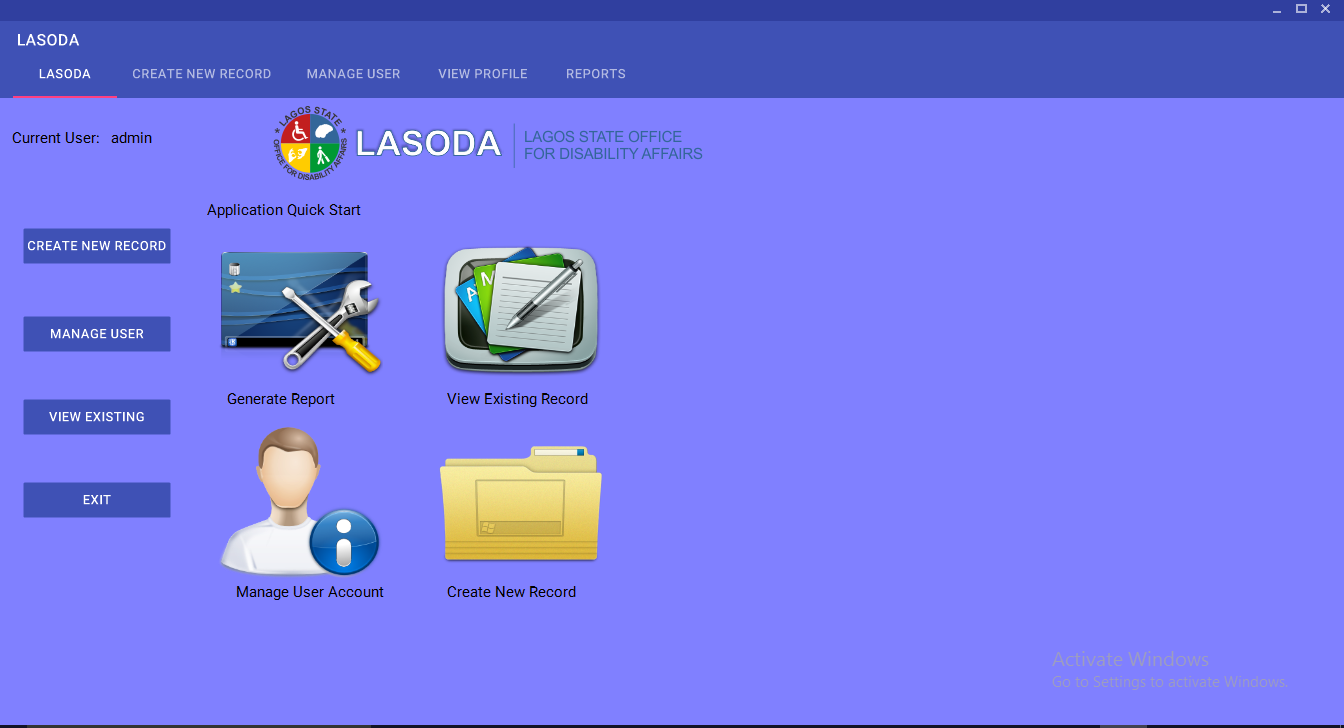 LASODA
LASODA CREATE NEW RECORD MANAGE USER VIEW PROFILE REPORTS
Current User: admin
LAGOS STATE
OFFICE FOR DISABILITY AFFAIRS
LASODA
LAGOS STATE OFFICE
FOR DISABILITY AFFAIRS
Application Quick Start
CREATE NEW RECORD
MANAGE USER
VIEW EXISTING
EXIT
A M
Generate Report
View Existing Record
Manage User Account
Create New Record
Activate Windows
Go to Settings to activate Windows.